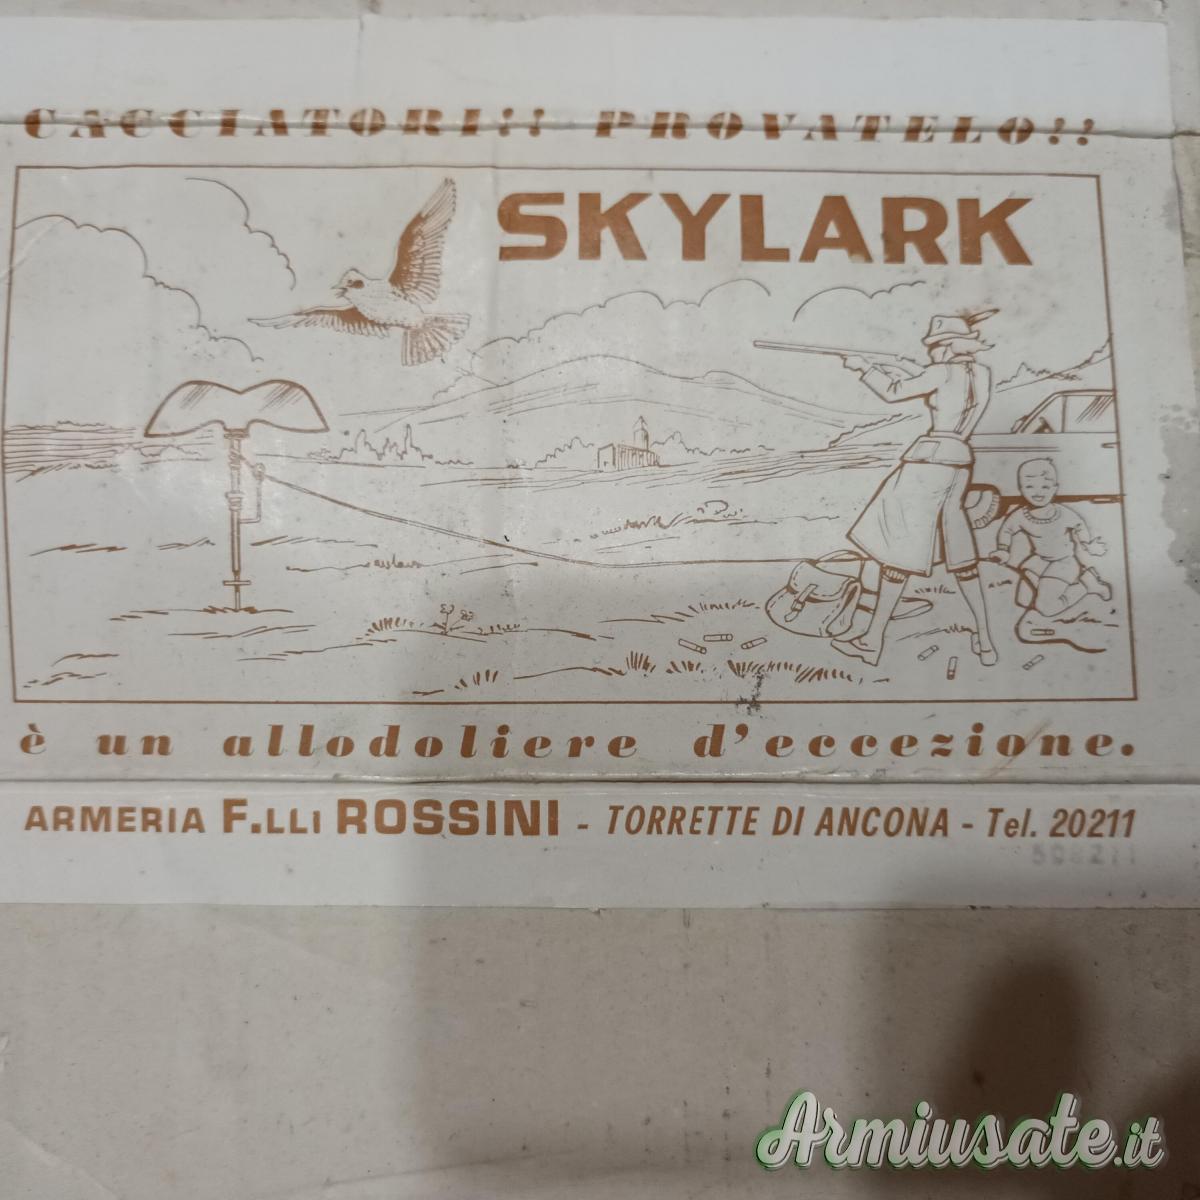 CACCIATORI!! PROVATELO!!
SKYLARK
è un allodoliere d'eccezione.
ARMERIA F.LLI ROSSINI - TORRETTE DI ANCONA - Tel. 20211
Armiusate.it